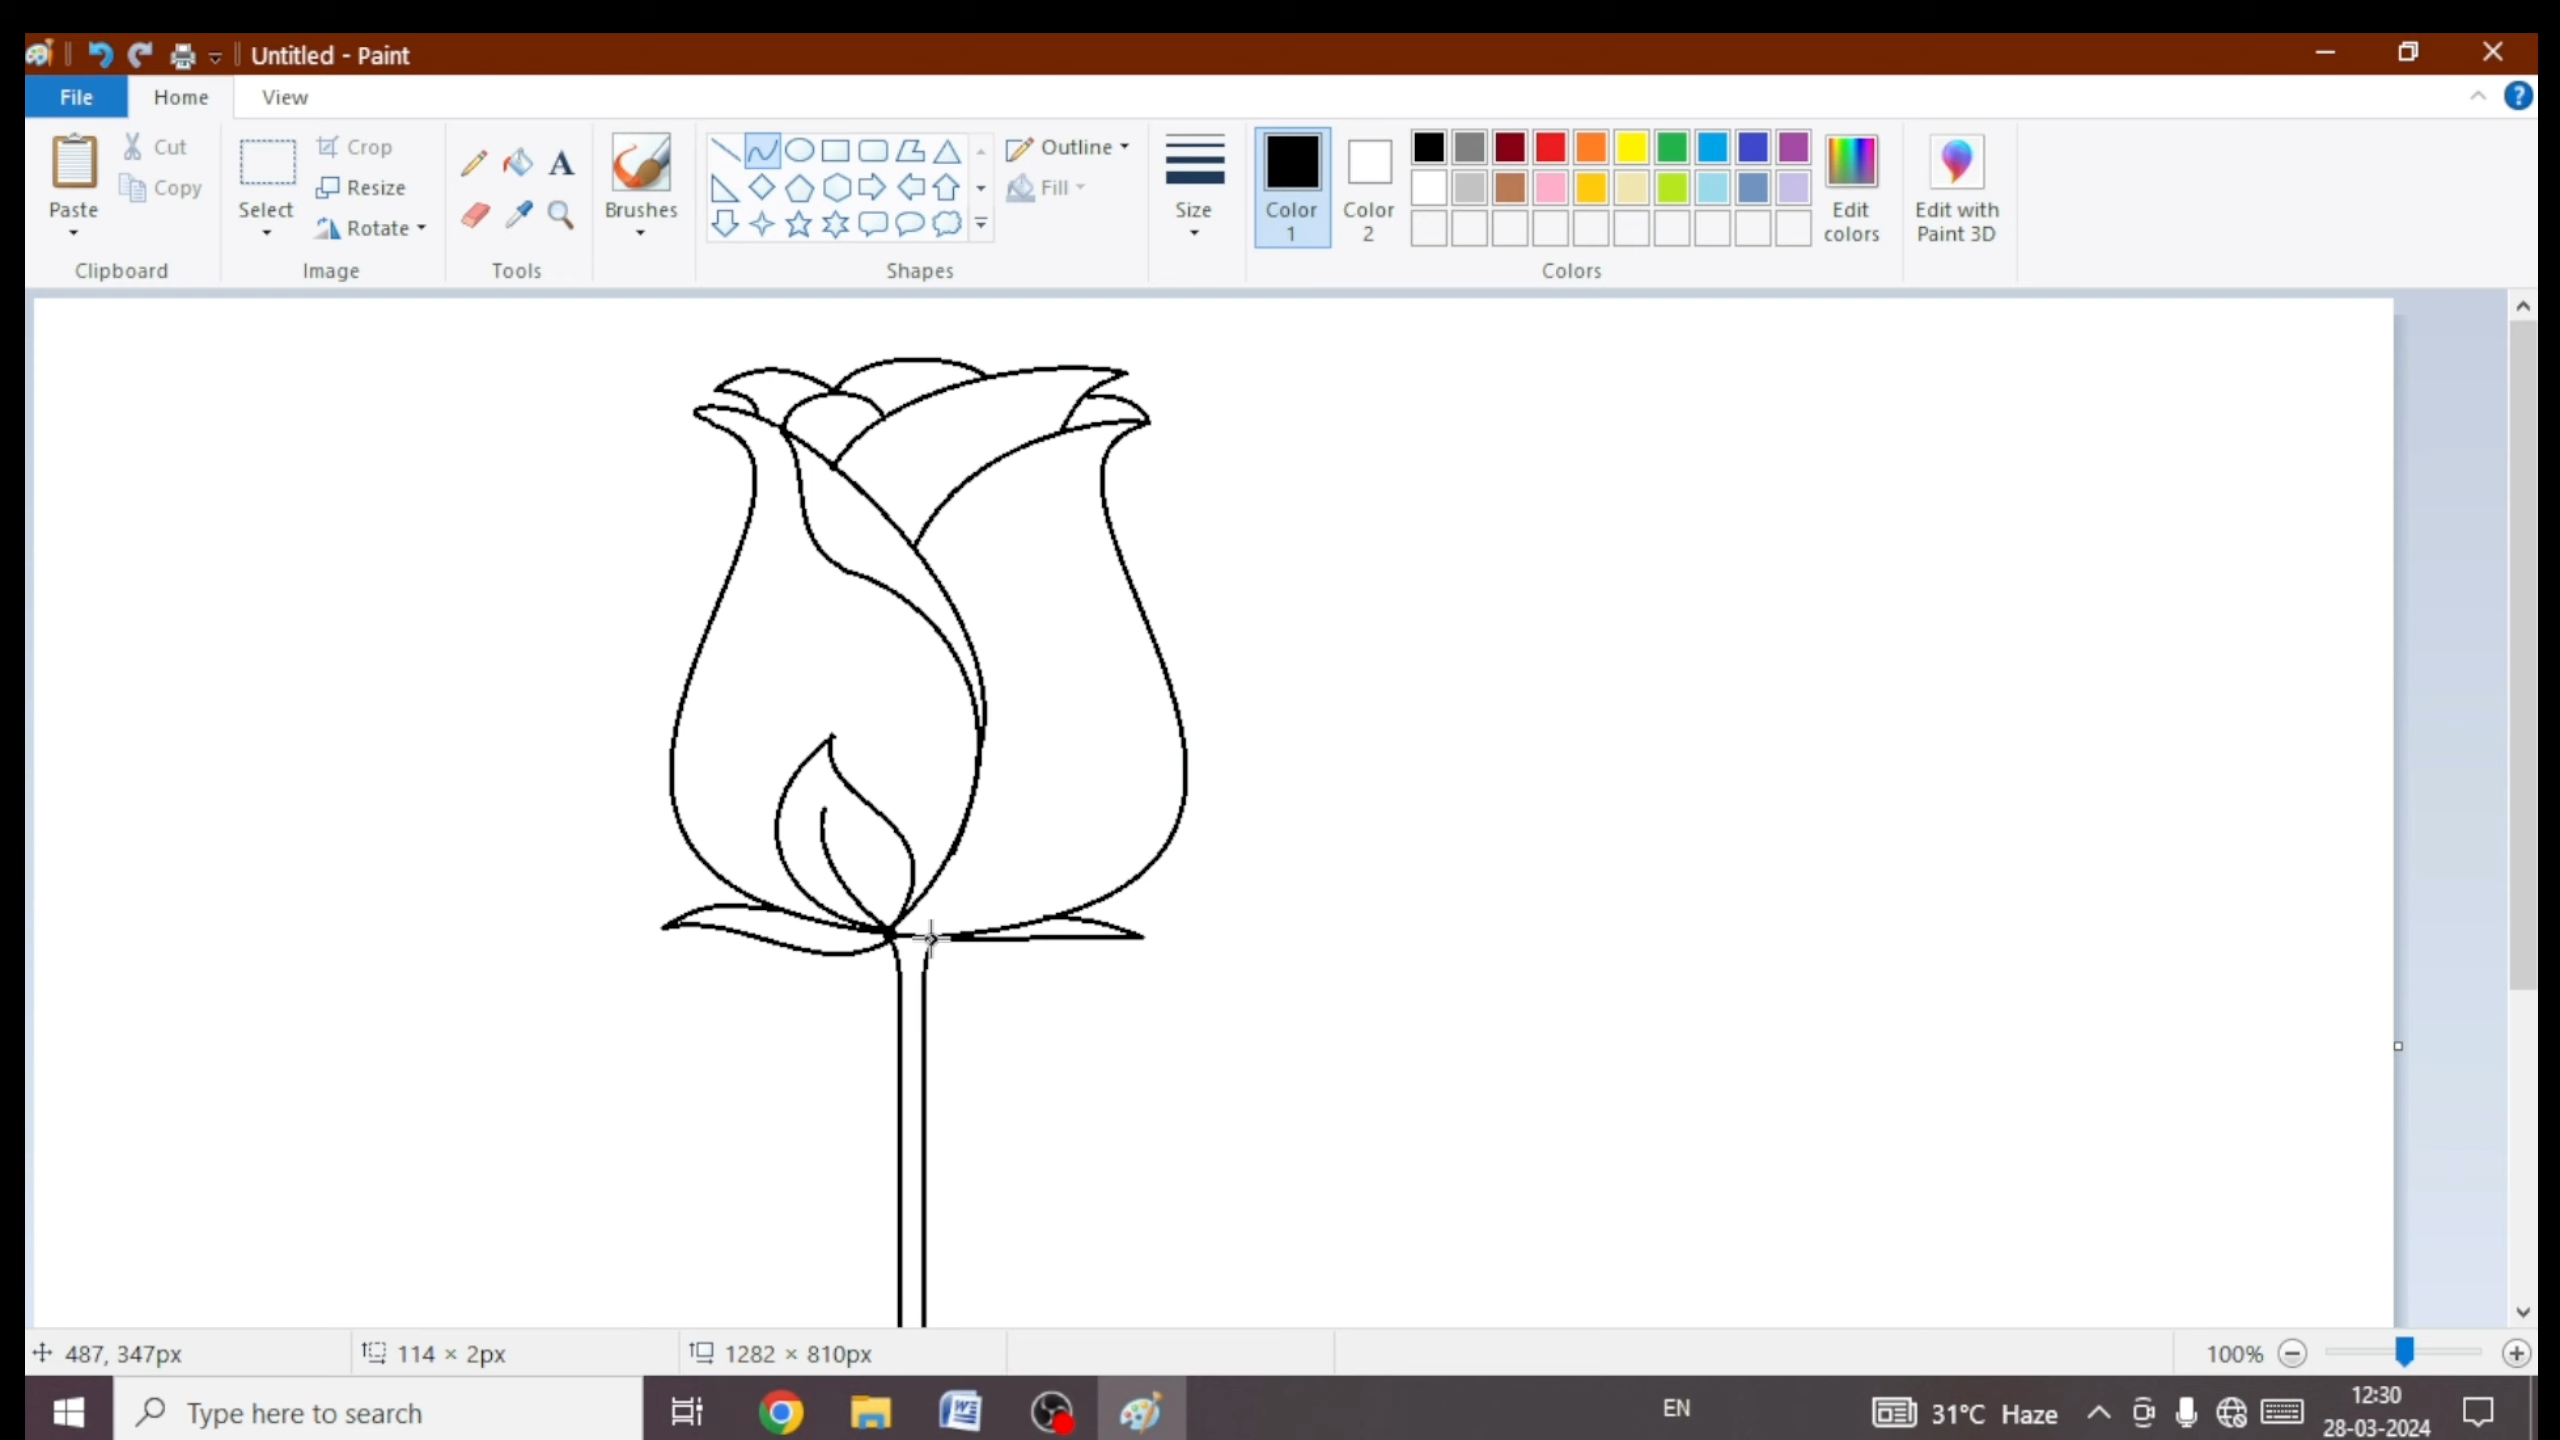 Untitled - Paint
File Home View
Paste Cut Copy Select Crop Resize Rotate A Brushes Outline Fill Size Color 1 Color 2 Edit colors Edit with Paint 3D
Clipboard Image Tools Shapes Colors
487, 347px 114 × 2px 1282 × 810px 100%
Type here to search EN 31°C Haze 12:30
28-03-2024